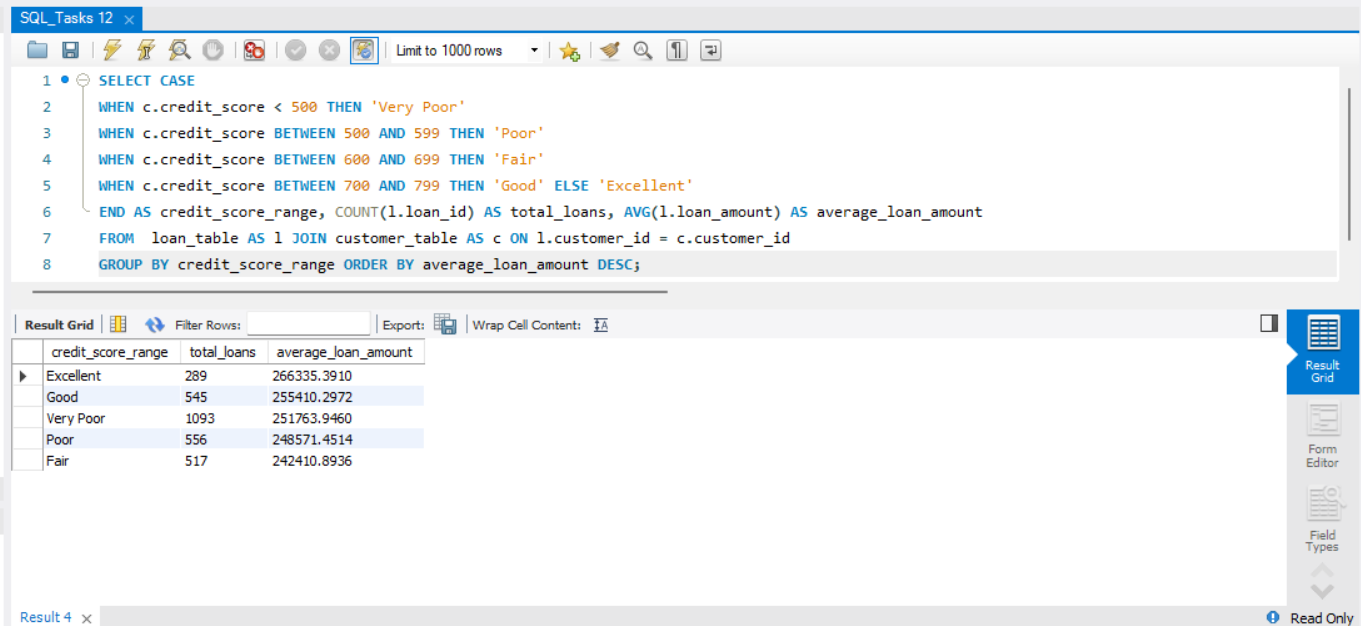 SQL_Tasks 12
Limit to 1000 rows
1 SELECT CASE
2 WHEN c.credit_score < 500 THEN 'Very Poor'
3 WHEN c.credit_score BETWEEN 500 AND 599 THEN 'Poor'
4 WHEN c.credit_score BETWEEN 600 AND 699 THEN 'Fair'
5 WHEN c.credit_score BETWEEN 700 AND 799 THEN 'Good' ELSE 'Excellent'
6 END AS credit_score_range, COUNT(l.loan_id) AS total_loans, AVG(l.loan_amount) AS average_loan_amount
7 FROM loan_table AS l JOIN customer_table AS c ON l.customer_id = c.customer_id
8 GROUP BY credit_score_range ORDER BY average_loan_amount DESC;
Result Grid Filter Rows: Export: Wrap Cell Content:
credit_score_range total_loans average_loan_amount
Excellent 289 266335.3910
Good 545 255410.2972
Very Poor 1093 251763.9460
Poor 556 248571.4514
Fair 517 242410.8936
Result
Grid
Form
Editor
Field
Types
Result 4 Read Only